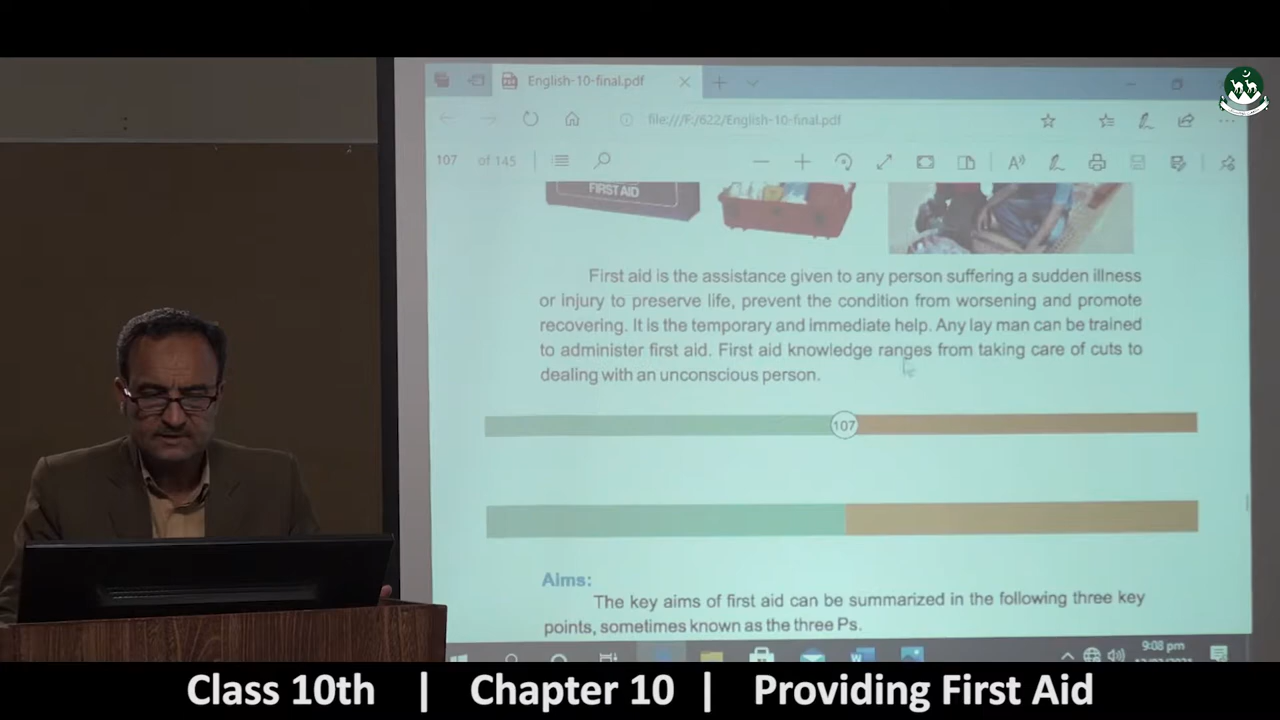 English-10-final.pdf
file:///F:/622/English-10-final.pdf
107 of 145
FIRST AID
First aid is the assistance given to any person suffering a sudden illness
or injury to preserve life, prevent the condition from worsening and promote
recovering. It is the temporary and immediate help. Any lay man can be trained
to administer first aid. First aid knowledge ranges from taking care of cuts to
dealing with an unconscious person.
107
Aims:
The key aims of first aid can be summarized in the following three key
points, sometimes known as the three Ps.
9:08 pm
Class 10th | Chapter 10 | Providing First Aid